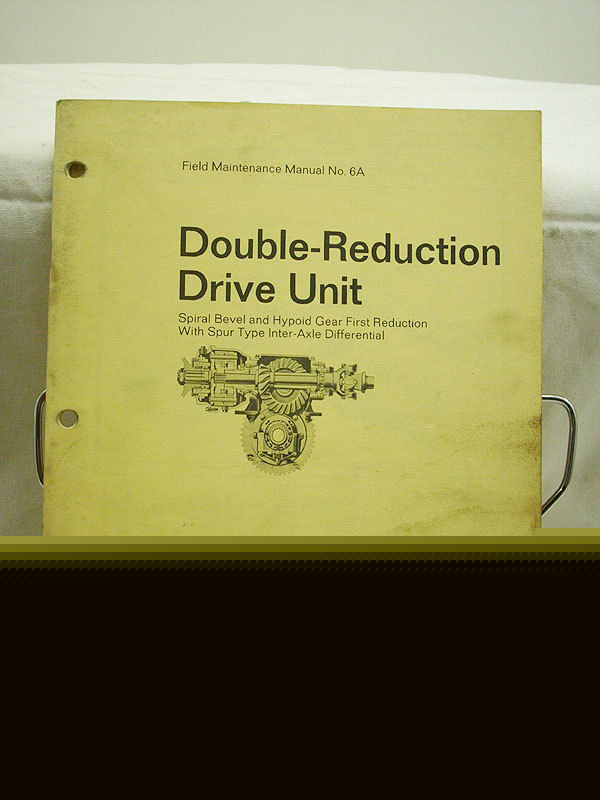 Field Maintenance Manual No. 6A
Double-Reduction
Drive Unit
Spiral Bevel and Hypoid Gear First Reduction
With Spur Type Inter-Axle Differential